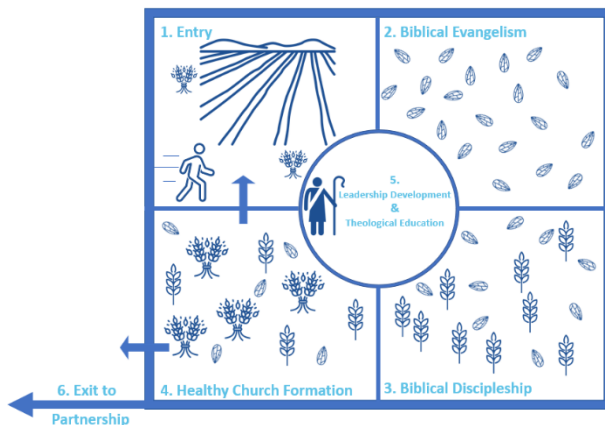 1. Entry
2. Biblical Evangelism
5.
Leadership Development
&
Theological Education
4. Healthy Church Formation
3. Biblical Discipleship
6. Exit to
Partnership